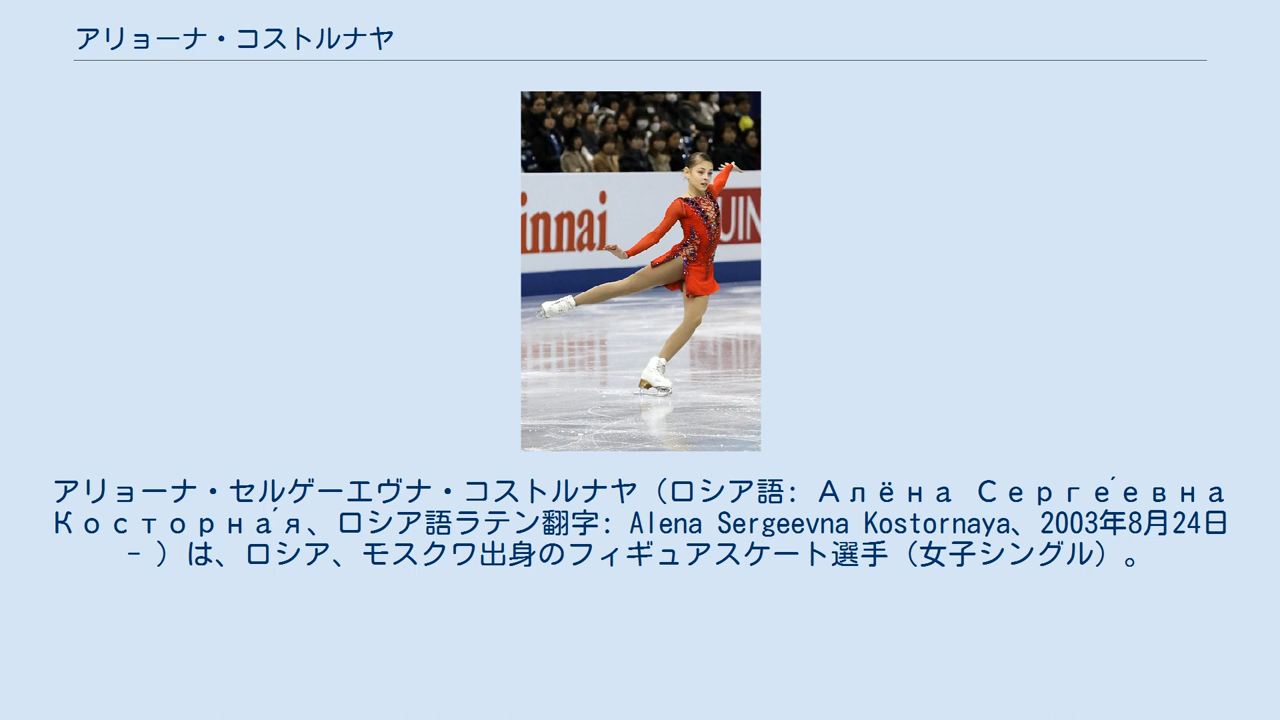 アリョーナ・コストルナヤ
innai
UIN
アリョーナ・セルゲーエヴナ・コストルナヤ（ロシア語: Алёна Серге́евна
Косторна́я、ロシア語ラテン翻字: Alena Sergeevna Kostornaya、2003年8月24日
- ）は、ロシア、モスクワ出身のフィギュアスケート選手（女子シングル）。